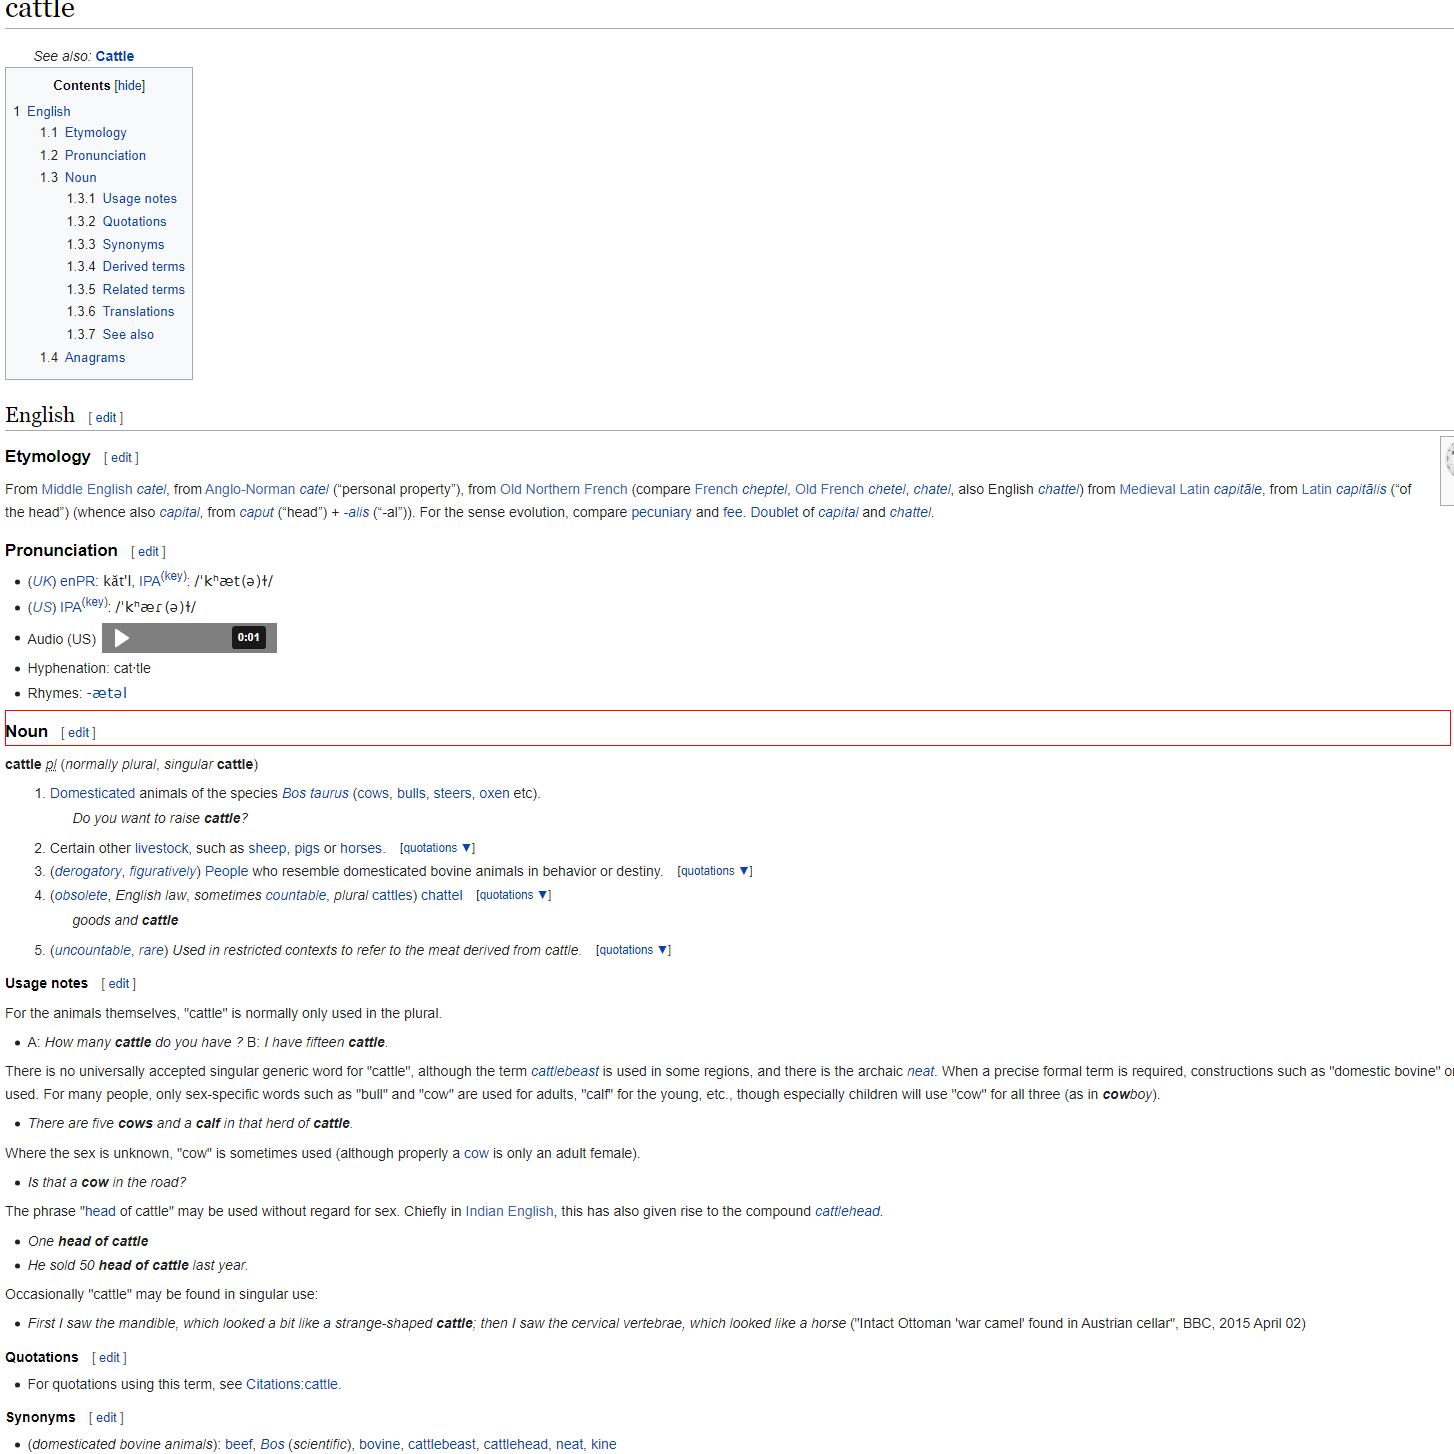 cattle
See also: Cattle
Contents [hide]
1 English
1.1 Etymology
1.2 Pronunciation
1.3 Noun
1.3.1 Usage notes
1.3.2 Quotations
1.3.3 Synonyms
1.3.4 Derived terms
1.3.5 Related terms
1.3.6 Translations
1.3.7 See also
1.4 Anagrams
English [ edit ]
Etymology [ edit ]
From Middle English catel, from Anglo-Norman catel (“personal property”), from Old Northern French (compare French cheptel, Old French chetel, chatel, also English chattel) from Medieval Latin capitāle, from Latin capitālis (“of
the head”) (whence also capital, from caput (“head”) + -alis (“-al”)). For the sense evolution, compare pecuniary and fee. Doublet of capital and chattel.
Pronunciation [ edit ]
• (UK) enPR: kăt'l, IPA(key): /ˈkʰæt(ə)ɫ/
• (US) IPA(key): /ˈkʰæɾ(ə)ɫ/
• Audio (US) 0:01
• Hyphenation: cat·tle
• Rhymes: -ætəl
Noun [ edit ]
cattle pl (normally plural, singular cattle)
1. Domesticated animals of the species Bos taurus (cows, bulls, steers, oxen etc).
Do you want to raise cattle?
2. Certain other livestock, such as sheep, pigs or horses. [quotations ▼]
3. (derogatory, figuratively) People who resemble domesticated bovine animals in behavior or destiny. [quotations ▼]
4. (obsolete, English law, sometimes countable, plural cattles) chattel [quotations ▼]
goods and cattle
5. (uncountable, rare) Used in restricted contexts to refer to the meat derived from cattle. [quotations ▼]
Usage notes [ edit ]
For the animals themselves, "cattle" is normally only used in the plural.
• A: How many cattle do you have ? B: I have fifteen cattle.
There is no universally accepted singular generic word for "cattle", although the term cattlebeast is used in some regions, and there is the archaic neat. When a precise formal term is required, constructions such as "domestic bovine"
used. For many people, only sex-specific words such as "bull" and "cow" are used for adults, "calf" for the young, etc., though especially children will use "cow" for all three (as in cowboy).
• There are five cows and a calf in that herd of cattle.
Where the sex is unknown, "cow" is sometimes used (although properly a cow is only an adult female).
• Is that a cow in the road?
The phrase "head of cattle" may be used without regard for sex. Chiefly in Indian English, this has also given rise to the compound cattlehead.
• One head of cattle
• He sold 50 head of cattle last year.
Occasionally "cattle" may be found in singular use:
• First I saw the mandible, which looked a bit like a strange-shaped cattle; then I saw the cervical vertebrae, which looked like a horse ("Intact Ottoman 'war camel' found in Austrian cellar", BBC, 2015 April 02)
Quotations [ edit ]
• For quotations using this term, see Citations:cattle.
Synonyms [ edit ]
• (domesticated bovine animals): beef, Bos (scientific), bovine, cattlebeast, cattlehead, neat, kine